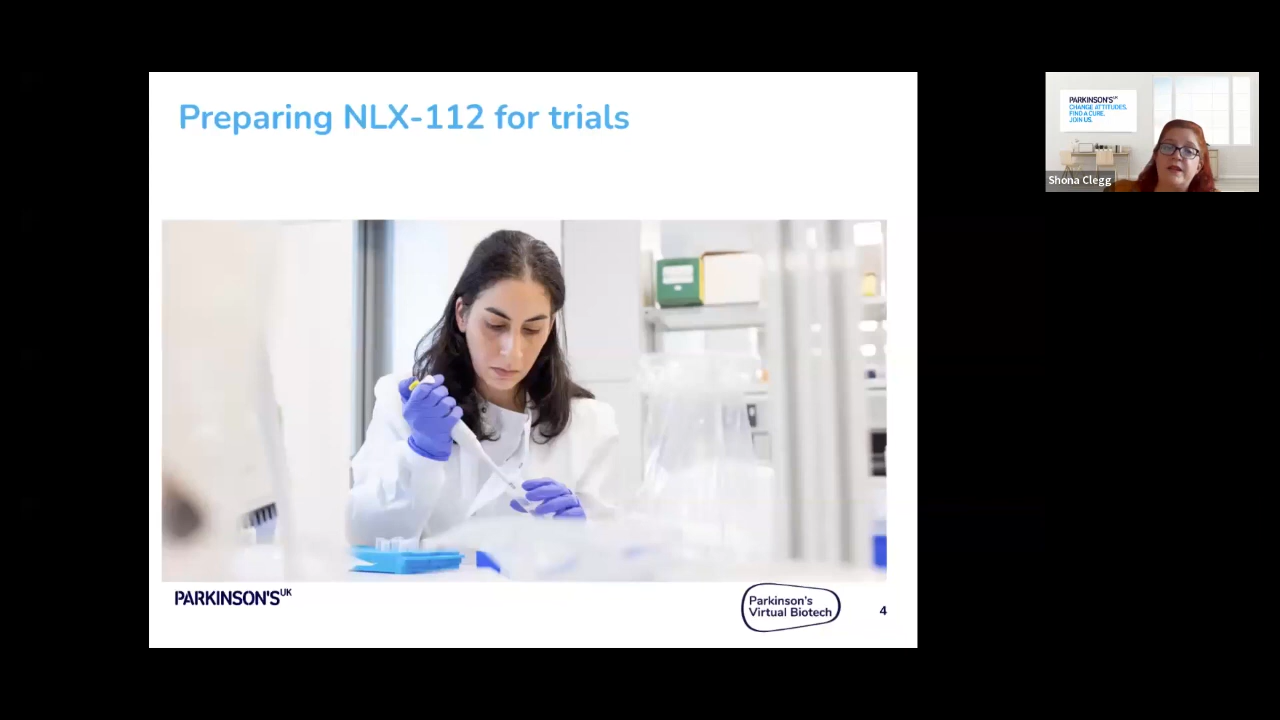 Preparing NLX-112 for trials
PARKINSON'S UK
CHANGE ATTITUDES.
FIND A CURE.
JOIN US.
Shona Clegg
PARKINSON'S UK
Parkinson's
Virtual Biotech
4